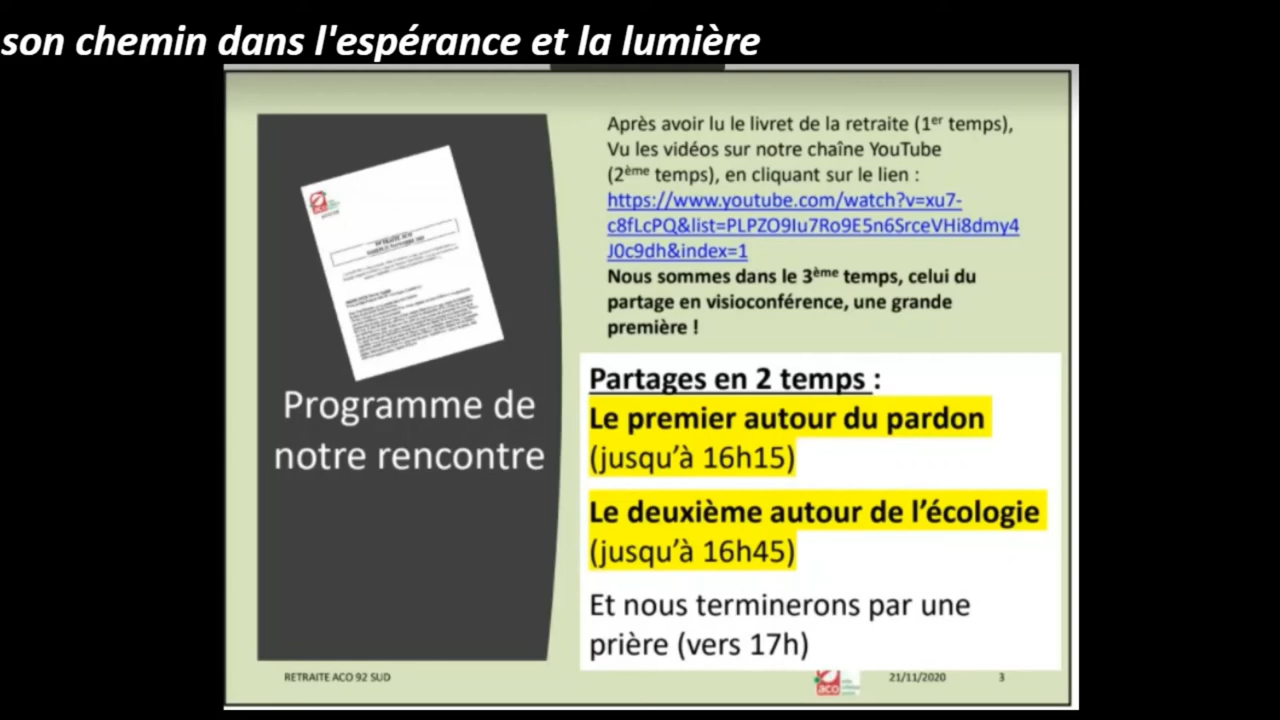 son chemin dans l'espérance et la lumière
Après avoir lu le livret de la retraite (1er temps),
Vu les vidéos sur notre chaîne YouTube
(2ème temps), en cliquant sur le lien :
https://www.youtube.com/watch?v=xu7-
c8fLcPQ&list=PLPZO9Iu7Ro9E5n6SrceVHi8dmy4
J0c9dh&index=1
Nous sommes dans le 3ème temps, celui du
partage en visioconférence, une grande
première !
Programme de
notre rencontre
Partages en 2 temps :
Le premier autour du pardon
(jusqu'à 16h15)
Le deuxième autour de l'écologie
(jusqu'à 16h45)
Et nous terminerons par une
prière (vers 17h)
RETRAITE ACO 92 SUD
aco
21/11/2020
3